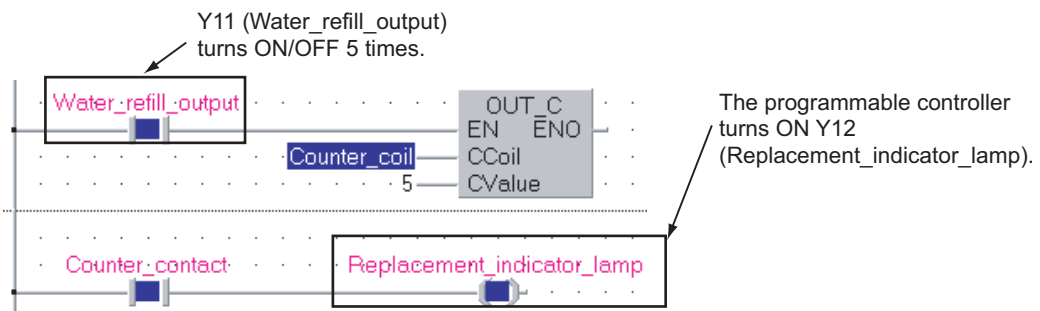 Y11 (Water_refill_output)
turns ON/OFF 5 times.
Water_refill_output
OUT_C
EN ENO
Counter_coil CCoil
5 CValue
The programmable controller
turns ON Y12
(Replacement_indicator_lamp).
Counter_contact Replacement_indicator_lamp